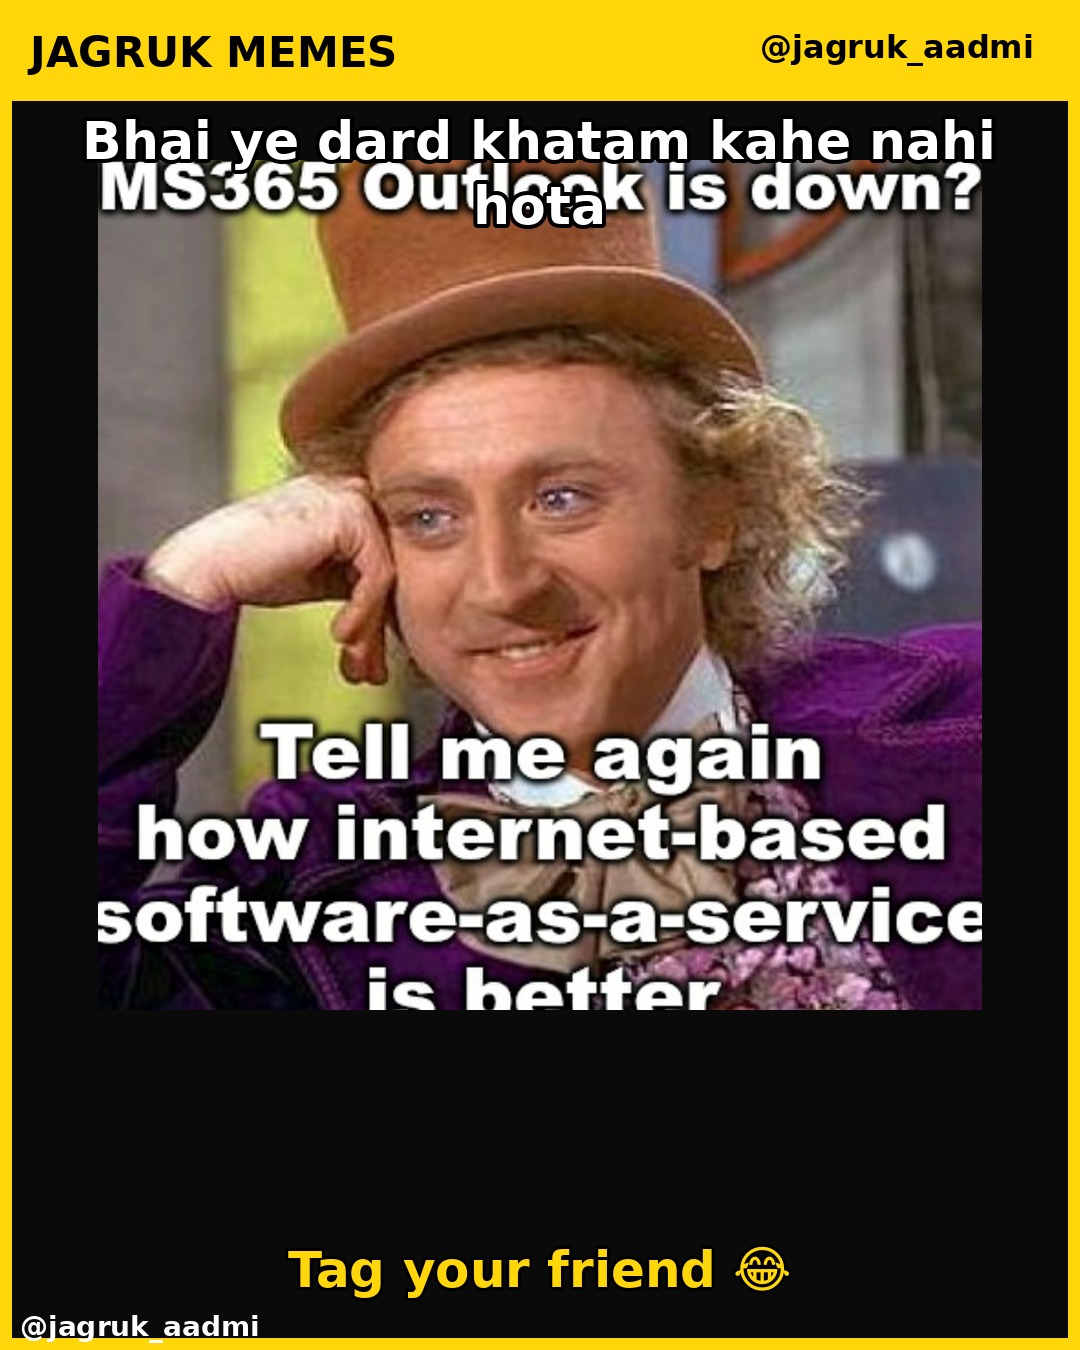 JAGRUK MEMES
@jagruk_aadmi
Bhai ye dard khatam kahe nahi
hota
MS365 Outlook is down?
Tell me again
how internet-based
software-as-a-service
is better
Tag your friend 😂
@jagruk_aadmi